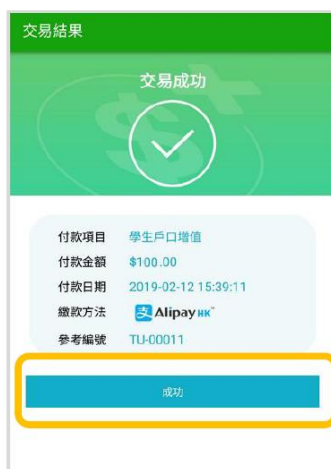 交易結果
交易成功
付款項目 學生戶口增值
付款金額 $100.00
付款日期 2019-02-12 15:39:11
繳款方法 支 Alipay HK™
參考編號 TU-00011
成功